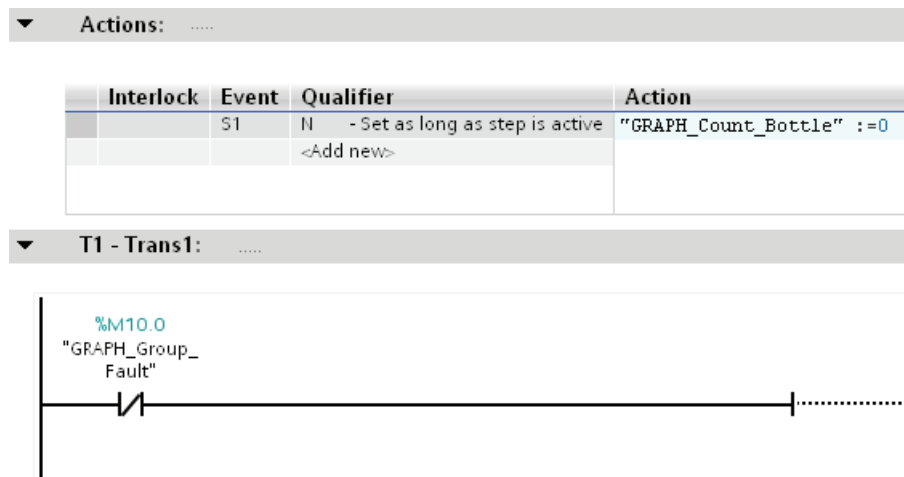 Actions: .....
Interlock Event Qualifier Action
S1 N - Set as long as step is active "GRAPH_Count_Bottle" :=0
<Add new>
T1 - Trans1: .....
%M10.0
"GRAPH_Group_
Fault"